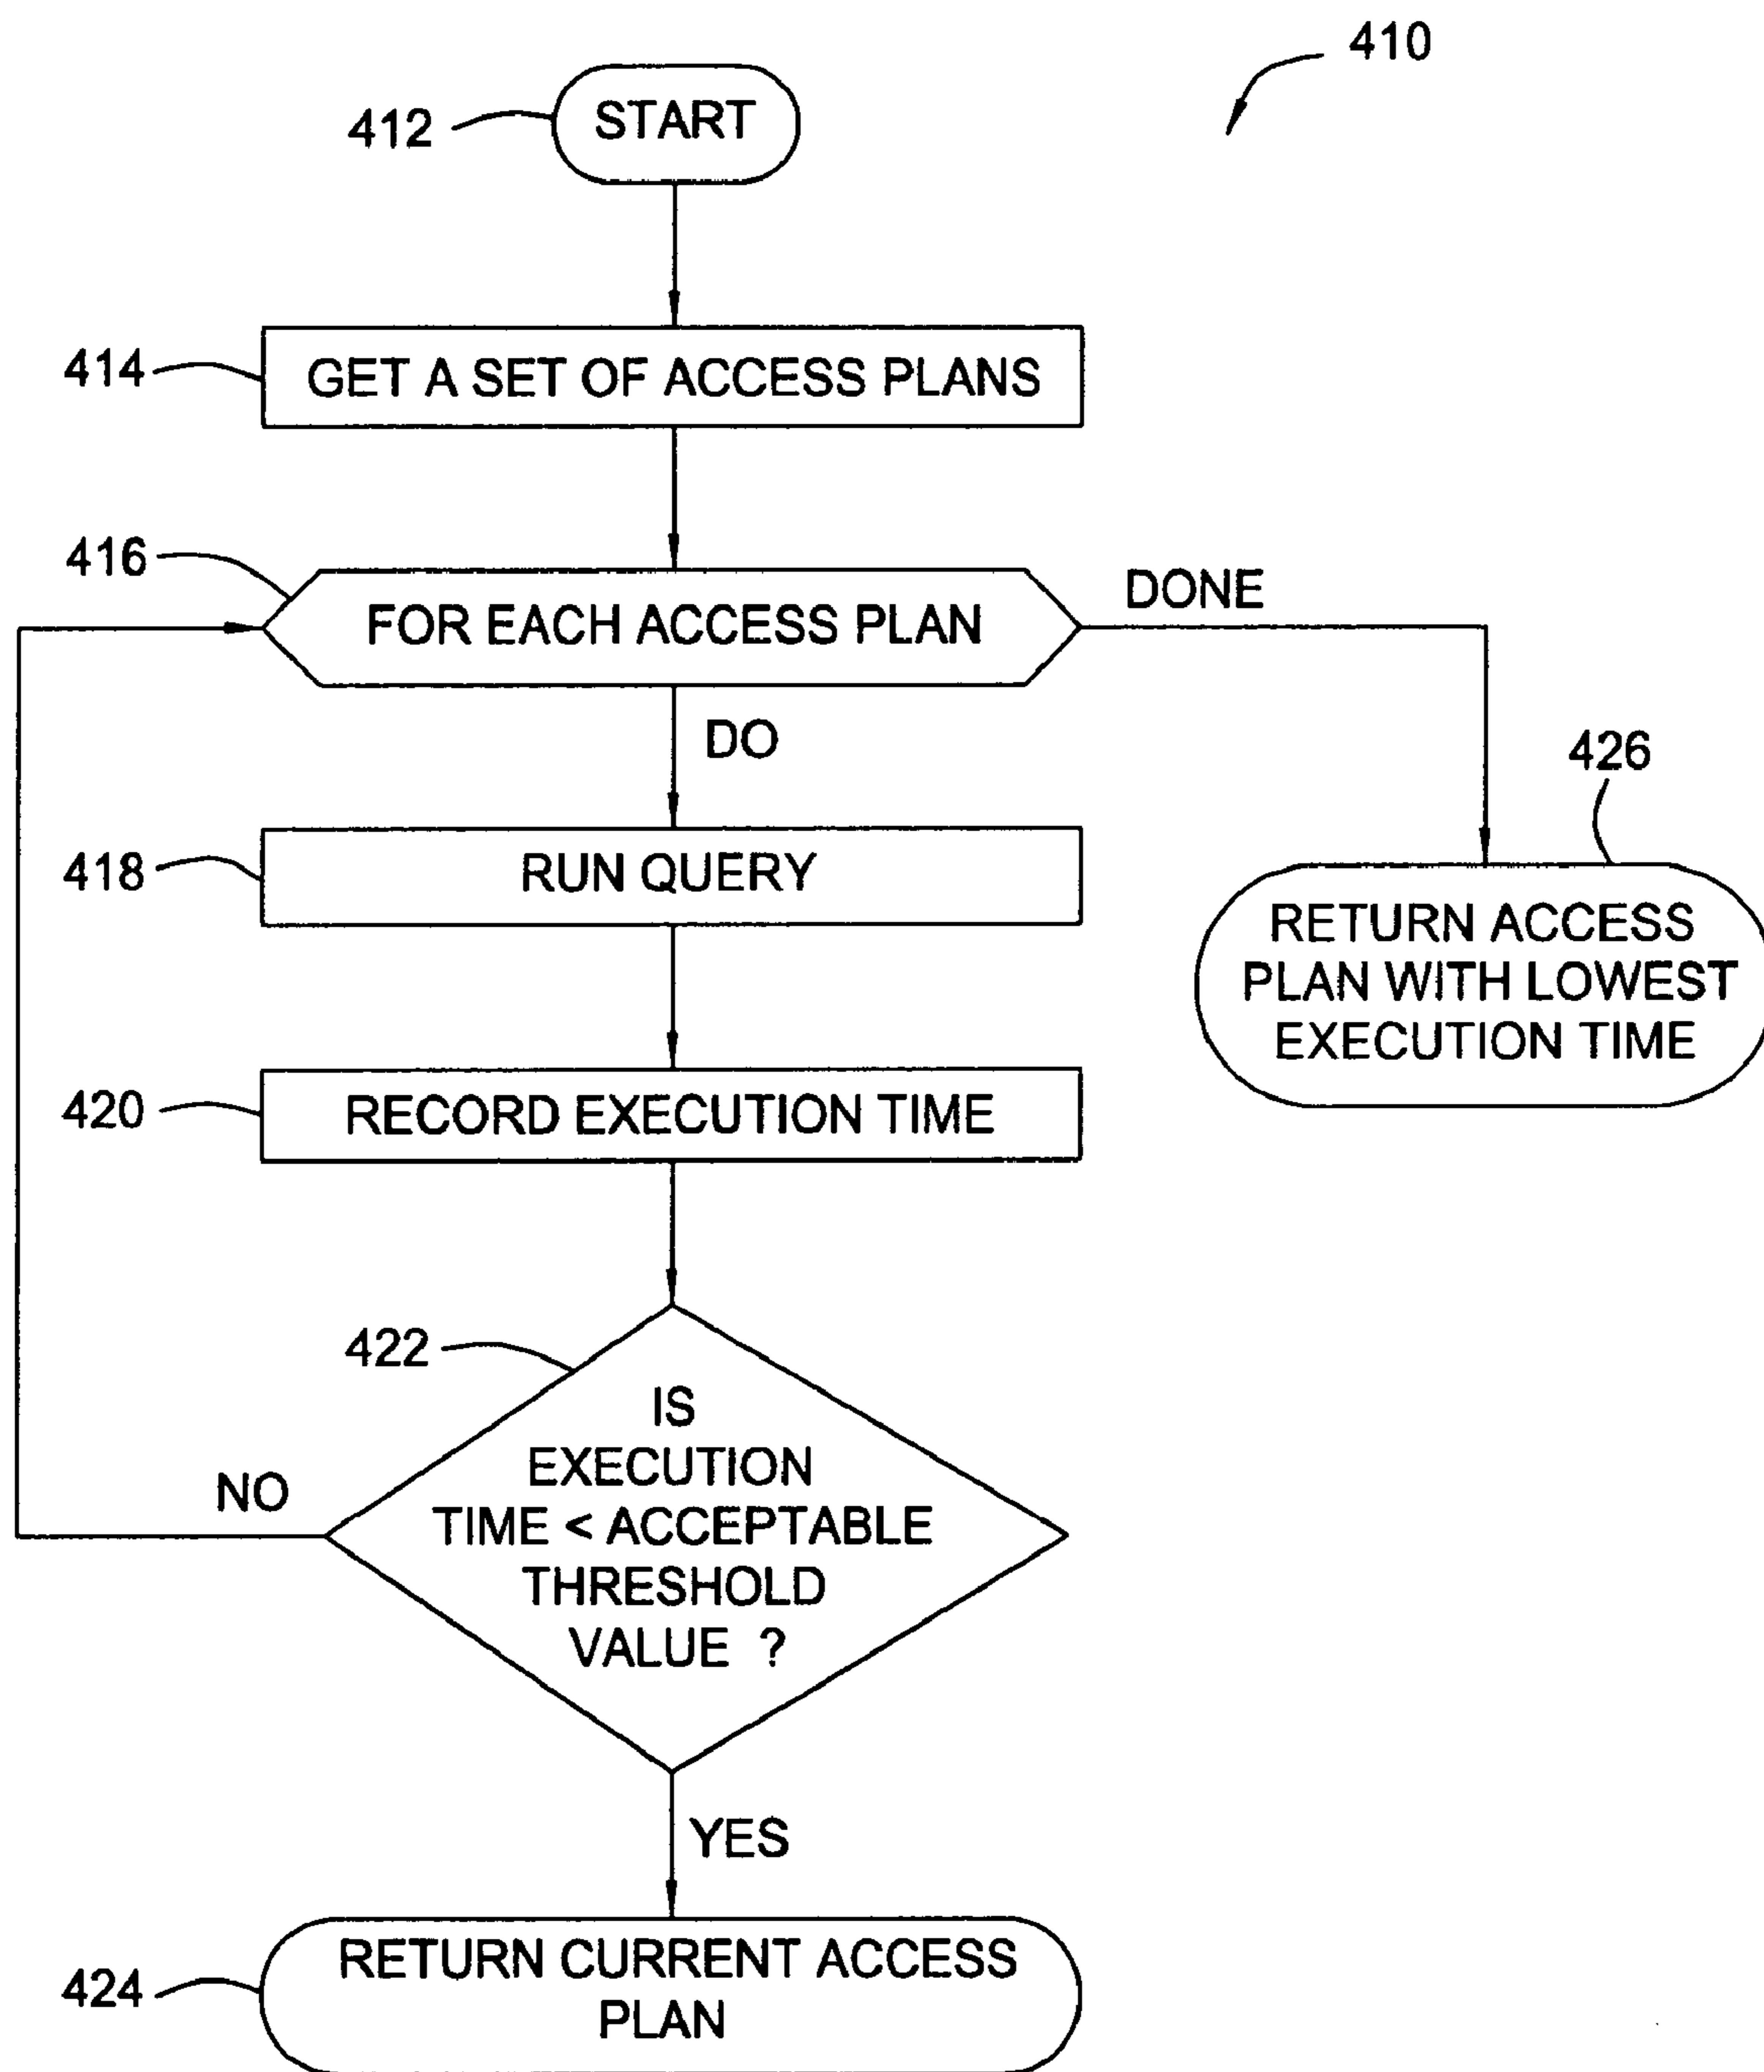 410
412
START
414
GET A SET OF ACCESS PLANS
416
FOR EACH ACCESS PLAN
DONE
DO
426
418
RUN QUERY
RETURN ACCESS
PLAN WITH LOWEST
EXECUTION TIME
420
RECORD EXECUTION TIME
422
IS
EXECUTION
TIME < ACCEPTABLE
THRESHOLD
VALUE ?
NO
YES
424
RETURN CURRENT ACCESS
PLAN